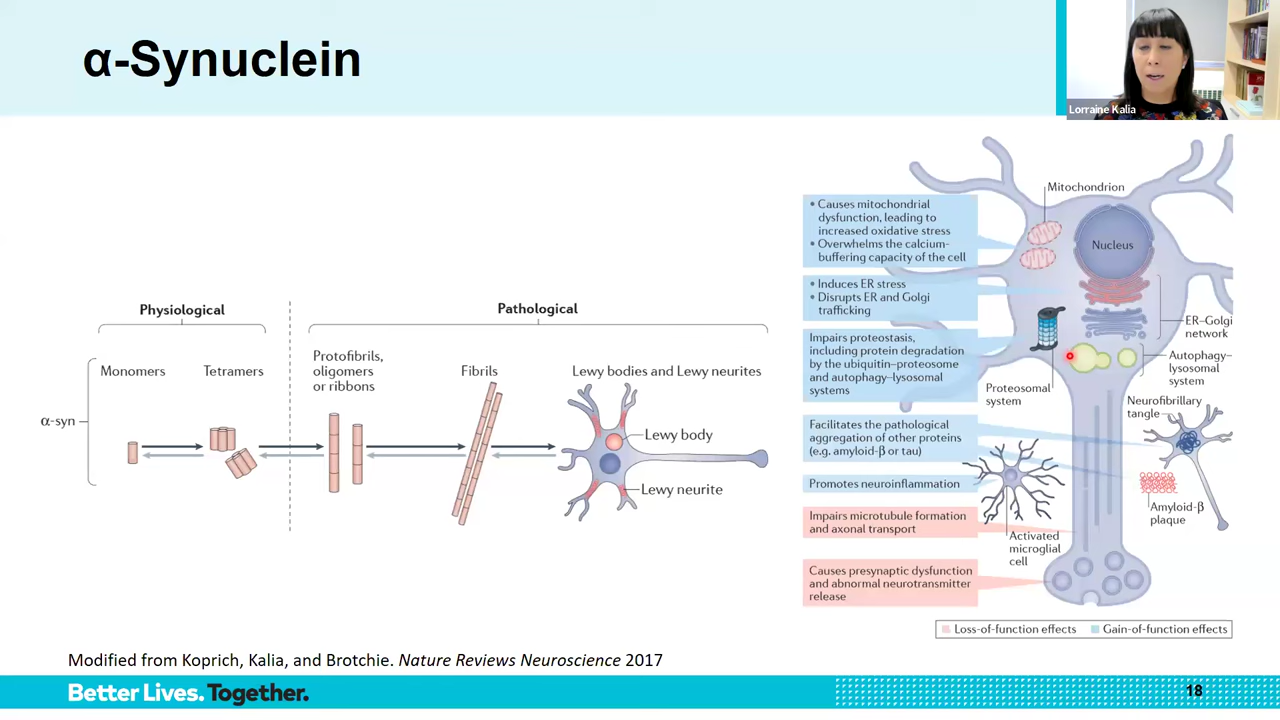 α-Synuclein
Lorraine Kalia
Physiological
Pathological
α-syn
Monomers
Tetramers
Protofibrils,
oligomers
or ribbons
Fibrils
Lewy bodies and Lewy neurites
Lewy body
Lewy neurite
• Causes mitochondrial
dysfunction, leading to
increased oxidative stress
• Overwhelms the calcium-
buffering capacity of the cell
• Induces ER stress
• Disrupts ER and Golgi
trafficking
Impairs proteostasis,
including protein degradation
by the ubiquitin–proteosome
and autophagy–lysosomal
systems
Facilitates the pathological
aggregation of other proteins
(e.g. amyloid-β or tau)
Promotes neuroinflammation
Impairs microtubule formation
and axonal transport
Causes presynaptic dysfunction
and abnormal neurotransmitter
release
Mitochondrion
Nucleus
ER–Golgi
network
Autophagy–
lysosomal
system
Proteosomal
system
Neurofibrillary
tangle
Amyloid-β
plaque
Activated
microglial
cell
Loss-of-function effects
Gain-of-function effects
Modified from Koprich, Kalia, and Brotchie. Nature Reviews Neuroscience 2017
Better Lives. Together.
18